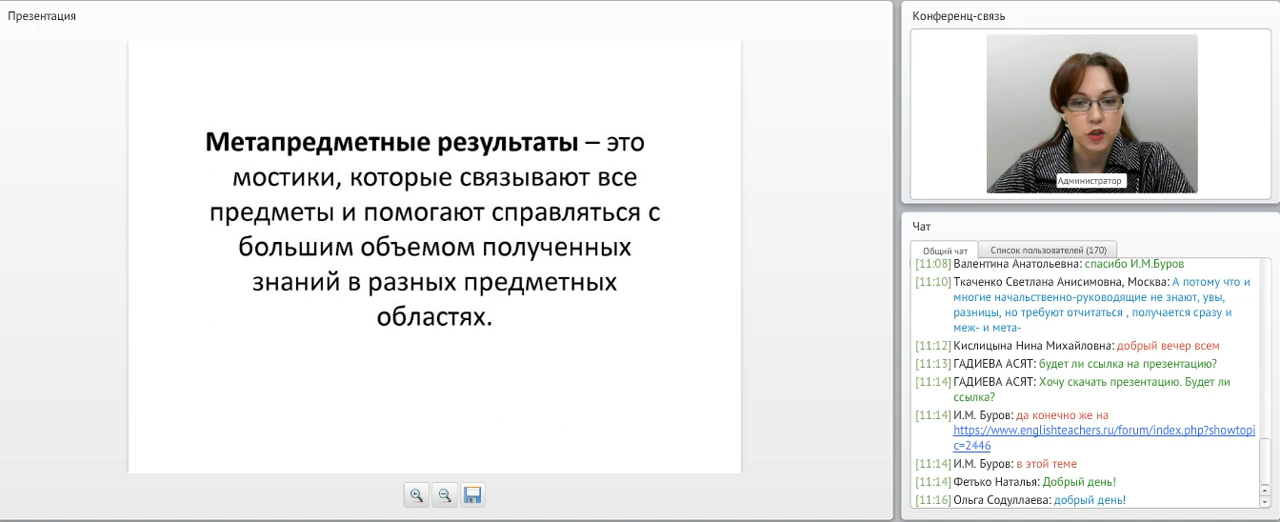 Презентация
Метапредметные результаты – это
мостики, которые связывают все
предметы и помогают справляться с
большим объемом полученных
знаний в разных предметных
областях.
Конференц-связь
Администратор
Чат
Общий чат
Список пользователей (170)
[11:08] Валентина Анатольевна: спасибо И.М.Буров
[11:10] Ткаченко Светлана Анисимовна, Москва: А потому что и
многие начальственно-руководящие не знают, увы,
разницы, но требуют отчитаться , получается сразу и
меж- и мета-
[11:12] Кислицына Нина Михайловна: добрый вечер всем
[11:13] ГАДИЕВА АСЯТ: будет ли ссылка на презентацию?
[11:14] ГАДИЕВА АСЯТ: Хочу скачать презентацию. Будет ли
ссылка?
[11:14] И.М. Буров: да конечно же на
https://www.englishteachers.ru/forum/index.php?showtopi
c=2446
[11:14] И.М. Буров: в этой теме
[11:14] Фетько Наталья: Добрый день!
[11:16] Ольга Содуллаева: добрый день!